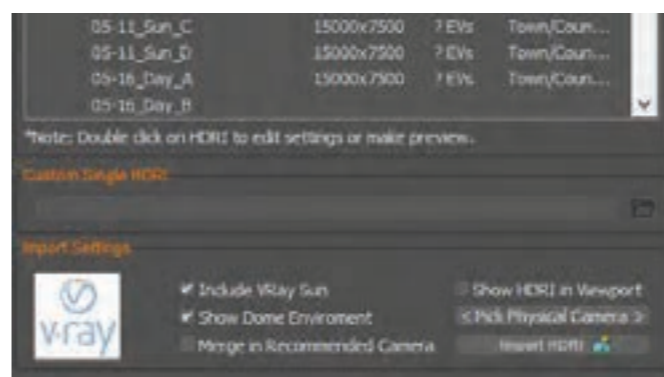 05-11_Sun_C 15000x7500 ? EVs Town/Coun...
05-11_Sun_D 15000x7500 ? EVs Town/Coun...
05-16_Day_A 15000x7500 ? EVs Town/Coun...
05-16_Day_B
*Note: Double click on HDRI to edit settings or make preview.
Custom Single HDRI
Import Settings
v·ray
Include VRay Sun
Show HDRI in Viewport
Show Dome Enviroment
< Pick Physical Camera >
Merge in Recommended Camera
Import HDRI